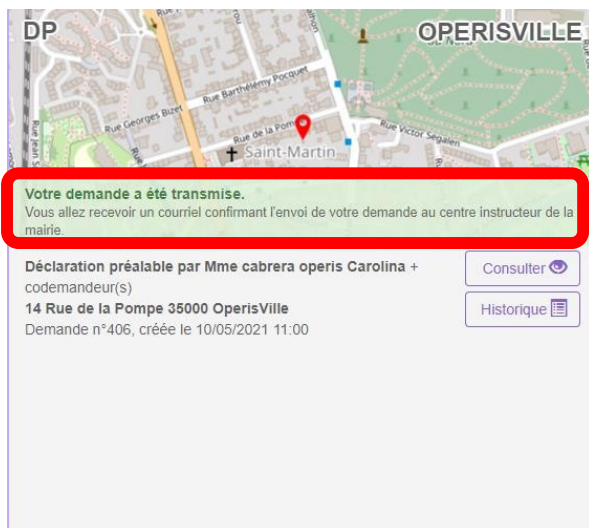 DP
OPERISVILLE
Rue Barthélémy Pocquet
Rue Georges Bizet
Rue de la Pompe
Rue Victor Segalen
Saint-Martin
Rue Jean S
Votre demande a été transmise.
Vous allez recevoir un courriel confirmant l'envoi de votre demande au centre instructeur de la
mairie.
Déclaration préalable par Mme cabrera operis Carolina +
codemandeur(s)
14 Rue de la Pompe 35000 OperisVille
Demande n°406, créée le 10/05/2021 11:00
Consulter
Historique